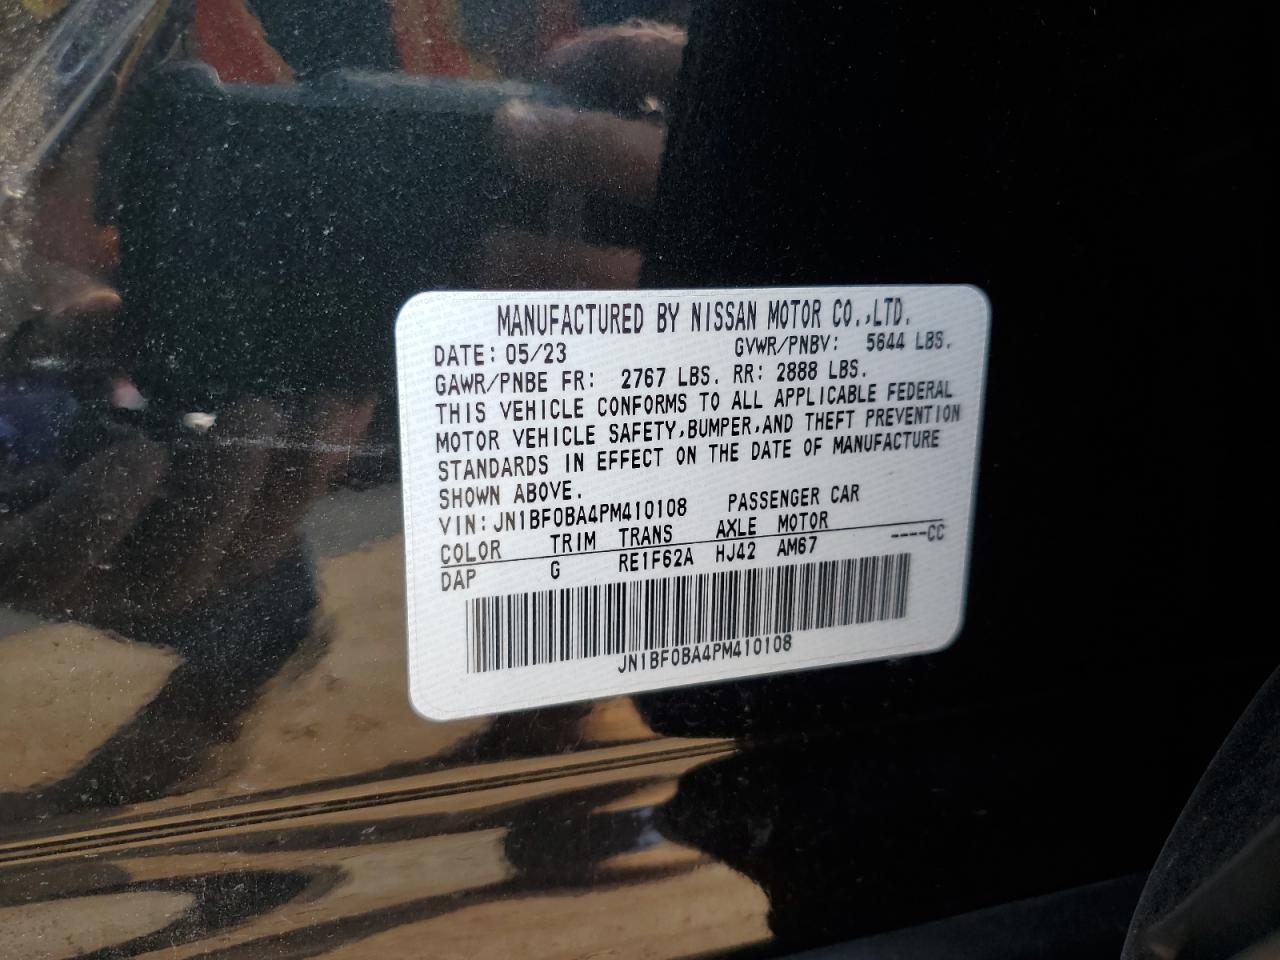 MANUFACTURED BY NISSAN MOTOR CO.,LTD.
DATE: 05/23 GVWR/PNBV: 5644 LBS.
GAWR/PNBE FR: 2767 LBS. RR: 2888 LBS.
THIS VEHICLE CONFORMS TO ALL APPLICABLE FEDERAL
MOTOR VEHICLE SAFETY,BUMPER,AND THEFT PREVENTION
STANDARDS IN EFFECT ON THE DATE OF MANUFACTURE
SHOWN ABOVE.
VIN: JN1BF0BA4PM410108 PASSENGER CAR
COLOR TRIM TRANS AXLE MOTOR
DAP G RE1F62A HJ42 AM67 ----CC
JN1BF0BA4PM410108